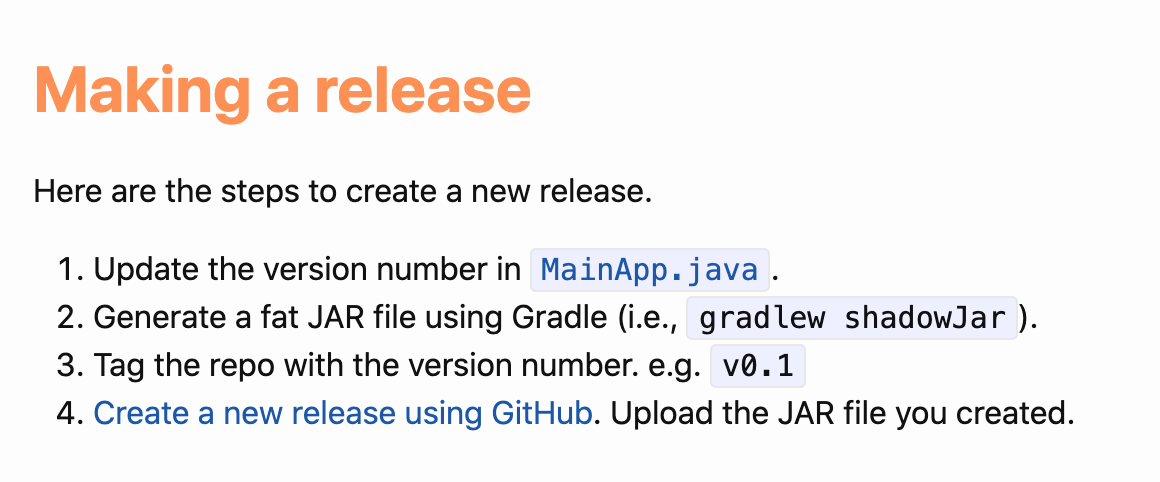 Making a release
Here are the steps to create a new release.
1. Update the version number in MainApp.java.
2. Generate a fat JAR file using Gradle (i.e., gradlew shadowJar).
3. Tag the repo with the version number. e.g. v0.1
4. Create a new release using GitHub. Upload the JAR file you created.